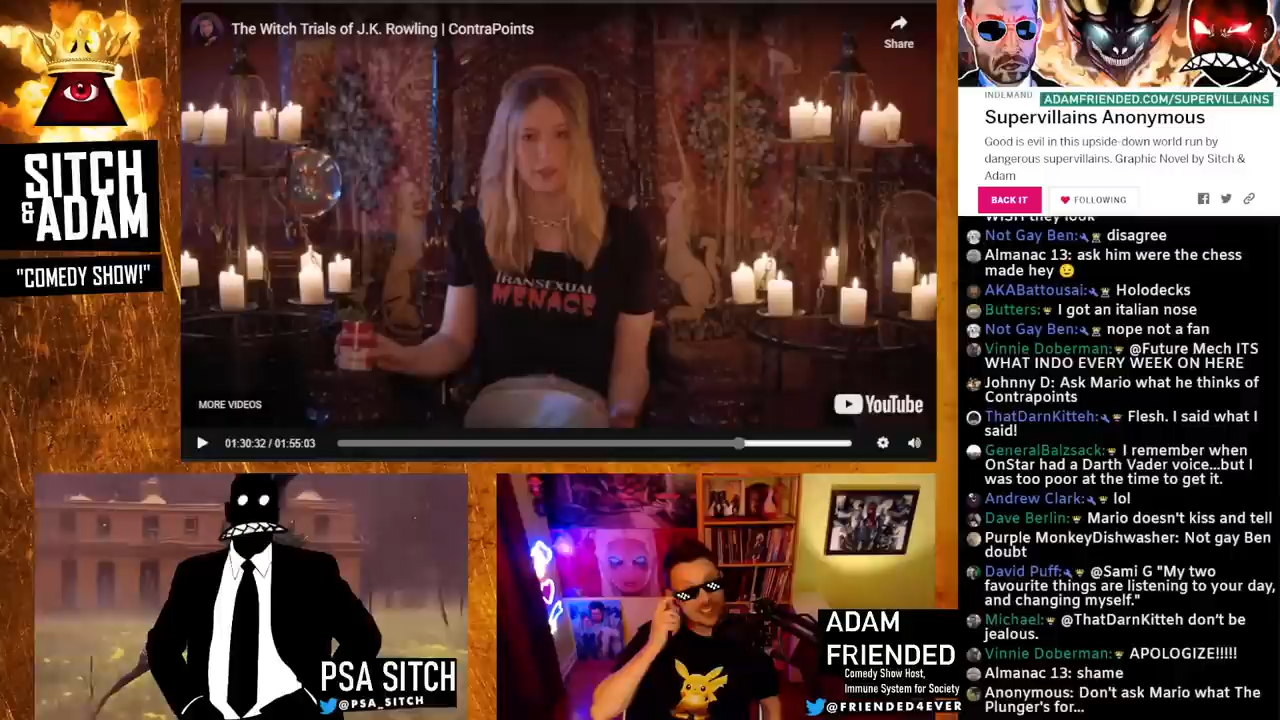 SITCH
& ADAM
"COMEDY SHOW!"
The Witch Trials of J.K. Rowling | ContraPoints
Share
TRANSEXUAL
MENACE
MORE VIDEOS
YouTube
01:30:32 / 01:55:03
PSA SITCH
@PSA_SITCH
ADAM
FRIENDED
Comedy Show Host,
Immune System for Society
@FRIENDED4EVER
INDEMAND
ADAMFRIENDED.COM/SUPERVILLAINS
Supervillains Anonymous
Good is evil in this upside-down world run by
dangerous supervillains. Graphic Novel by Sitch &
Adam
BACK IT
FOLLOWING
WISH they look
Not Gay Ben: disagree
Almanac 13: ask him were the chess
made hey 😉
AKABattousai: Holodecks
Butters: I got an italian nose
Not Gay Ben: nope not a fan
Vinnie Doberman: @Future Mech ITS
WHAT INDO EVERY WEEK ON HERE
Johnny D: Ask Mario what he thinks of
Contrapoints
ThatDarnKitteh: Flesh. I said what I
said!
GeneralBalzsack: I remember when
OnStar had a Darth Vader voice...but I
was too poor at the time to get it.
Andrew Clark: lol
Dave Berlin: Mario doesn't kiss and tell
Purple MonkeyDishwasher: Not gay Ben
doubt
David Puff: @Sami G "My two
favourite things are listening to your day,
and changing myself."
Michael: @ThatDarnKitteh don't be
jealous.
Vinnie Doberman: APOLOGIZE!!!!!
Almanac 13: shame
Anonymous: Don't ask Mario what The
Plunger's for...